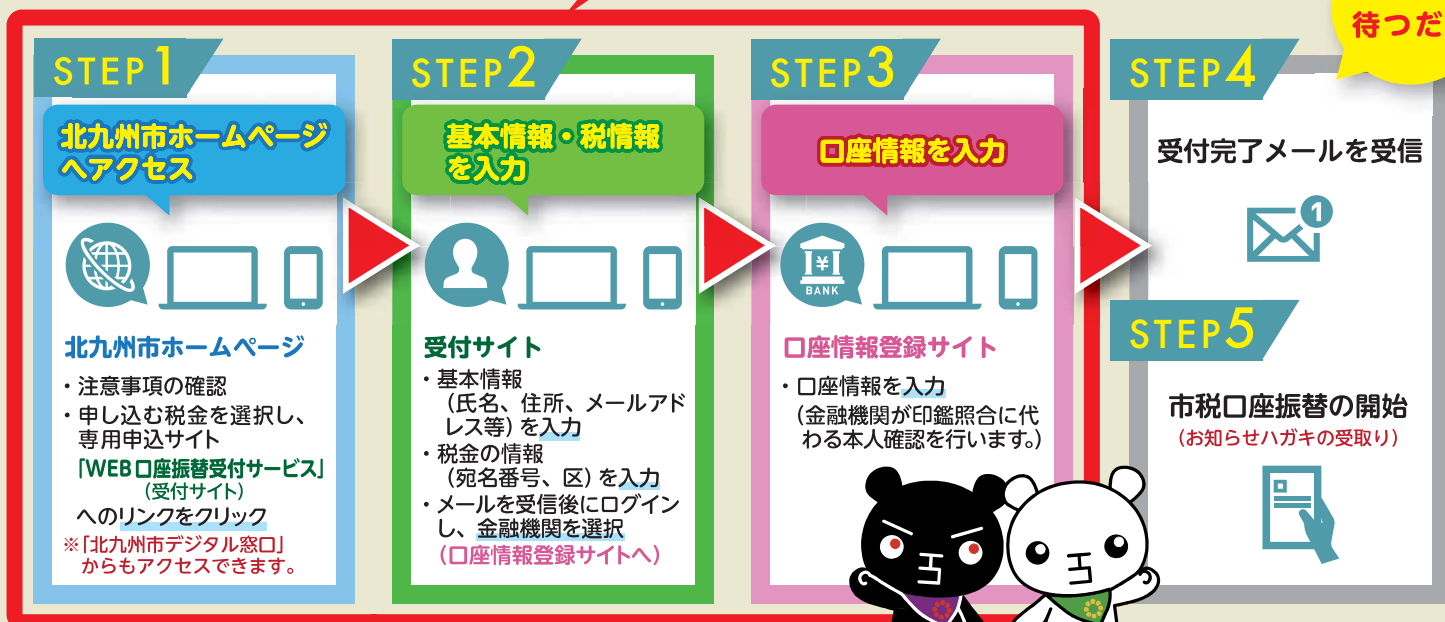 待つだ
STEP1
北九州市ホームページ
へアクセス
北九州市ホームページ
・注意事項の確認
・申し込む税金を選択し、
専用申込サイト
「WEB口座振替受付サービス」
（受付サイト）
へのリンクをクリック
※「北九州市デジタル窓口」
からもアクセスできます。
STEP2
基本情報・税情報
を入力
受付サイト
・基本情報
（氏名、住所、メールアド
レス等）を入力
・税金の情報
（宛名番号、区）を入力
・メールを受信後にログイン
し、金融機関を選択
（口座情報登録サイトへ）
STEP3
口座情報を入力
¥
BANK
口座情報登録サイト
・口座情報を入力
（金融機関が印鑑照合に代
わる本人確認を行います。）
STEP4
受付完了メールを受信
1
STEP5
市税口座振替の開始
（お知らせハガキの受取り）